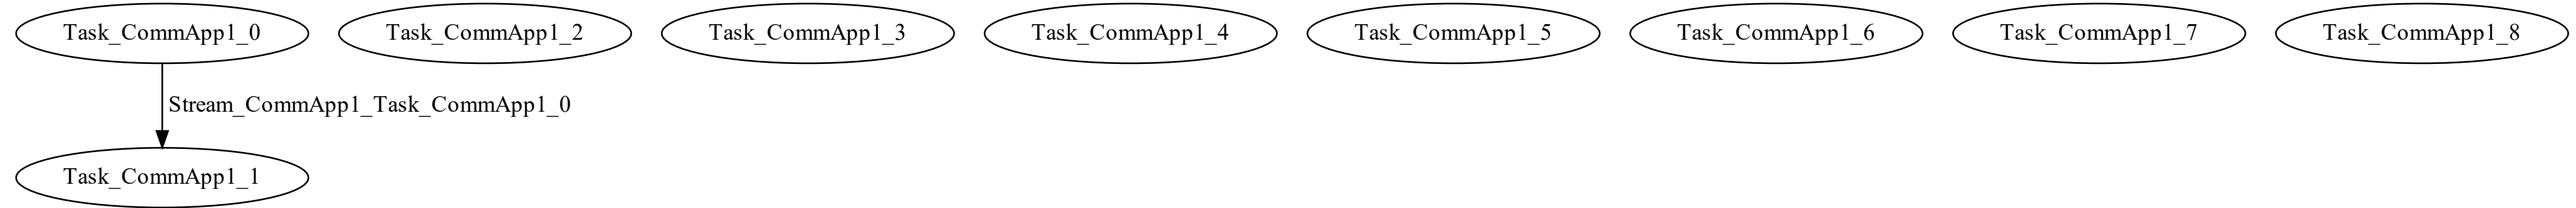 Task_CommApp1_0
Task_CommApp1_2
Task_CommApp1_3
Task_CommApp1_4
Task_CommApp1_5
Task_CommApp1_6
Task_CommApp1_7
Task_CommApp1_8
Stream_CommApp1_Task_CommApp1_0
Task_CommApp1_1